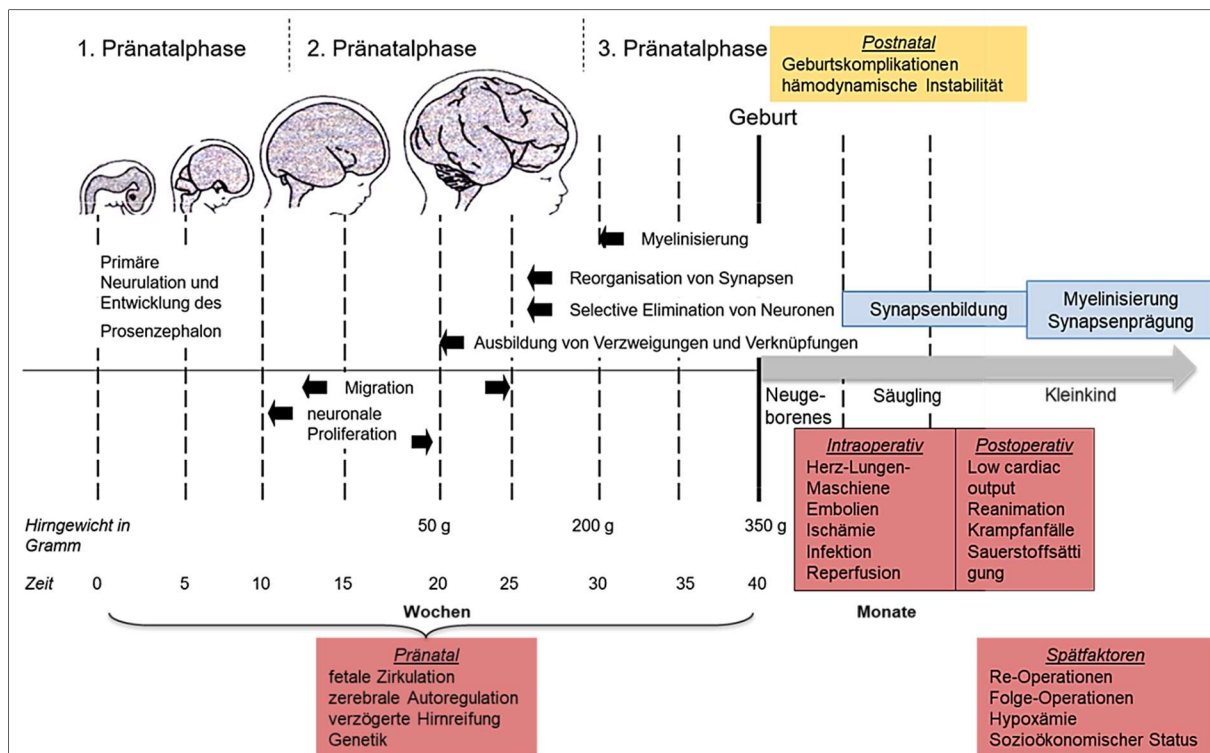 1. Pränatalphase
2. Pränatalphase
3. Pränatalphase
Postnatal
Geburtskomplikationen
hämodynamische Instabilität
Geburt
Primäre
Neurulation und
Entwicklung des
Prosenzephalon
Myelinisierung
Reorganisation von Synapsen
Selective Elimination von Neuronen
Ausbildung von Verzweigungen und Verknüpfungen
Synapsenbildung
Myelinisierung
Synapsenprägung
Migration
neuronale
Proliferation
Neuge-
borenes
Säugling
Kleinkind
Intraoperativ
Herz-Lungen-
Maschiene
Embolien
Ischämie
Infektion
Reperfusion
Postoperativ
Low cardiac
output
Reanimation
Krampfanfälle
Sauerstoffsätti
gung
Hirngewicht in
Gramm
50 g
200 g
350 g
Zeit
0
5
10
15
20
25
30
35
40
Wochen
Monate
Pränatal
fetale Zirkulation
zerebrale Autoregulation
verzögerte Hirnreifung
Genetik
Spätfaktoren
Re-Operationen
Folge-Operationen
Hypoxämie
Sozioökonomischer Status